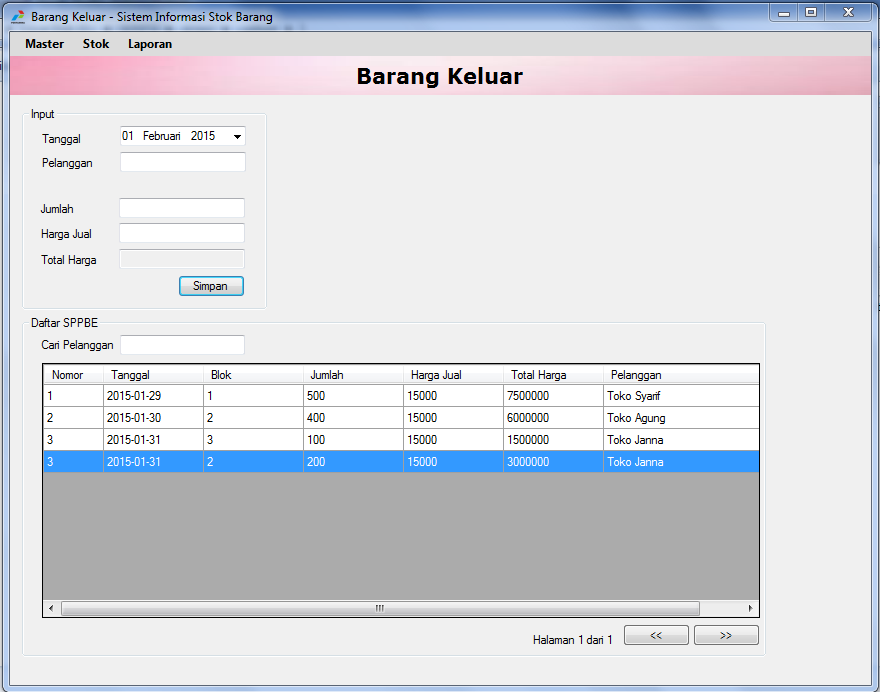 Barang Keluar - Sistem Informasi Stok Barang
Master Stok Laporan
Barang Keluar
Input
Tanggal 01 Februari 2015
Pelanggan
Jumlah
Harga Jual
Total Harga
Simpan
Daftar SPPBE
Cari Pelanggan
Nomor Tanggal Blok Jumlah Harga Jual Total Harga Pelanggan
1 2015-01-29 1 500 15000 7500000 Toko Syarif
2 2015-01-30 2 400 15000 6000000 Toko Agung
3 2015-01-31 3 100 15000 1500000 Toko Janna
3 2015-01-31 2 200 15000 3000000 Toko Janna
Halaman 1 dari 1 << >>